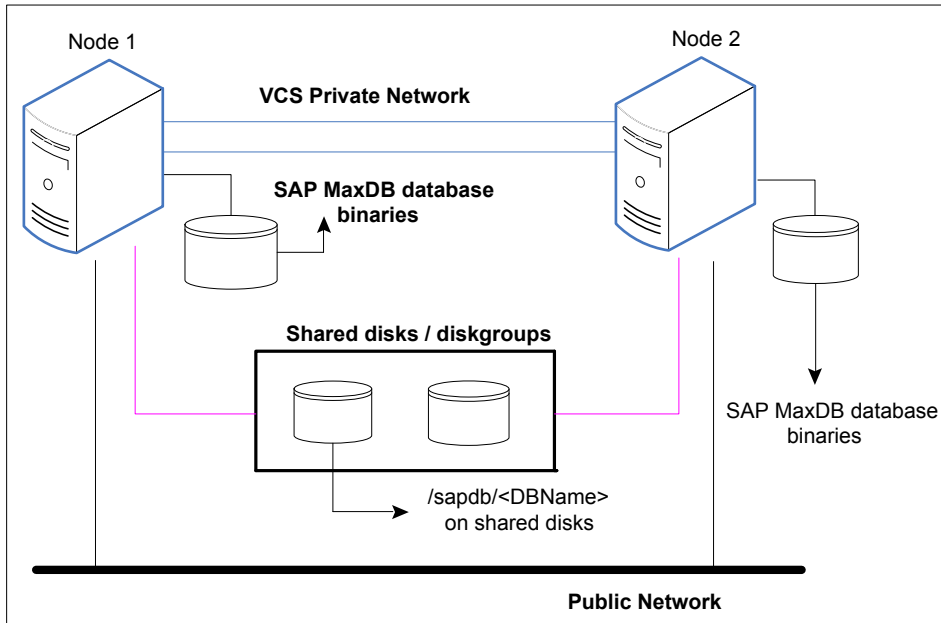 Node 1
Node 2
VCS Private Network
SAP MaxDB database
binaries
Shared disks / diskgroups
SAP MaxDB database
binaries
/sapdb/<DBName>
on shared disks
Public Network